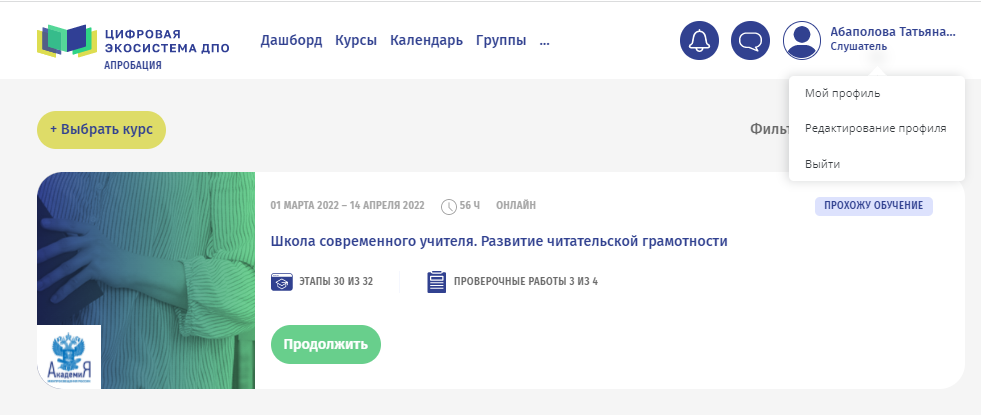 ЦИФРОВАЯ
ЭКОСИСТЕМА ДПО
АПРОБАЦИЯ
Дашборд Курсы Календарь Группы ...
Абаполова Татьяна...
Слушатель
Мой профиль
Редактирование профиля
Выйти
+ Выбрать курс
Фильт
01 МАРТА 2022 – 14 АПРЕЛЯ 2022 56 Ч ОНЛАЙН
ПРОХОЖУ ОБУЧЕНИЕ
Школа современного учителя. Развитие читательской грамотности
ЭТАПЫ 30 ИЗ 32 ПРОВЕРОЧНЫЕ РАБОТЫ 3 ИЗ 4
Продолжить
АкадемиЯ